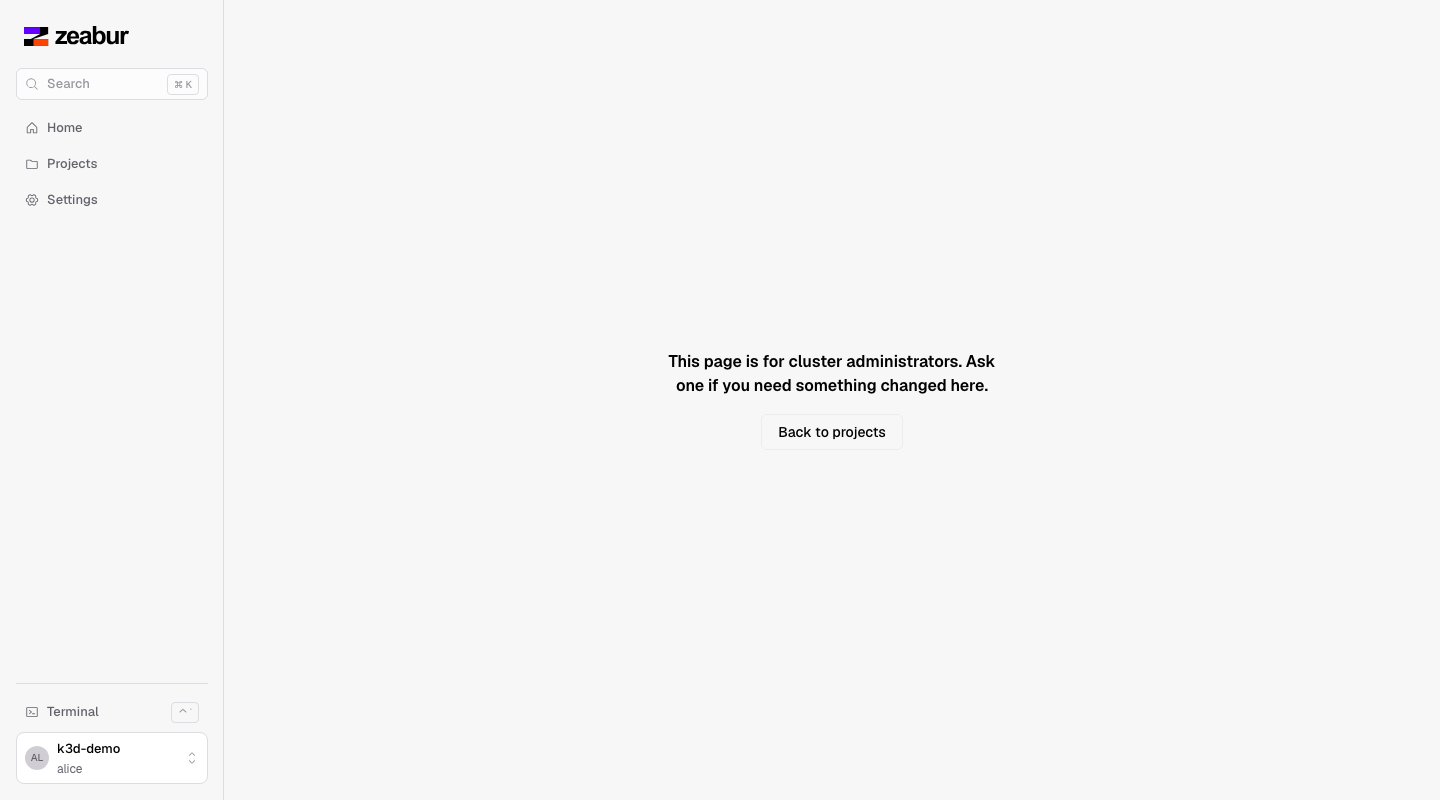 zeabur
Search
⌘ K
Home
Projects
Settings
This page is for cluster administrators. Ask
one if you need something changed here.
Back to projects
Terminal
^ `
AL
k3d-demo
alice